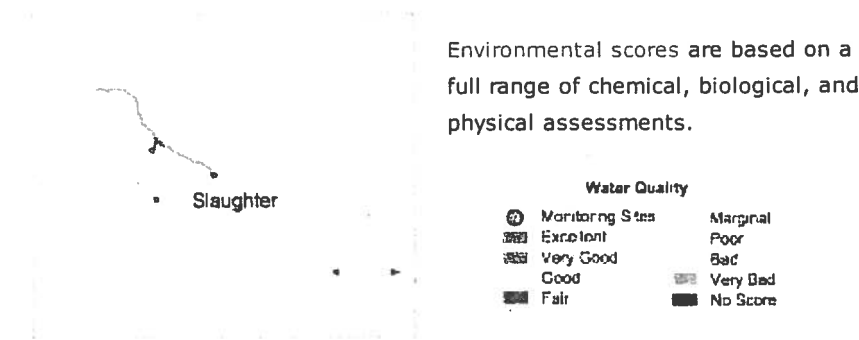 Environmental scores are based on a
full range of chemical, biological, and
physical assessments.
Slaughter
Water Quality
Monitoring Sites
Excellent
Very Good
Good
Fair
Marginal
Poor
Bad
Very Bad
No Score